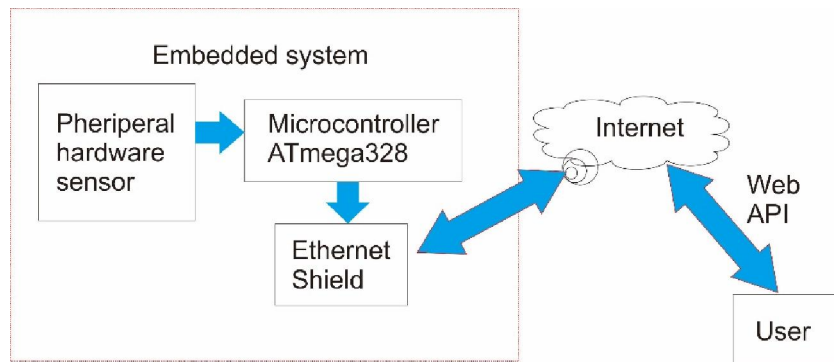 Embedded system
Pheriperal
hardware
sensor
Microcontroller
ATmega328
Ethernet
Shield
Internet
Web
API
User